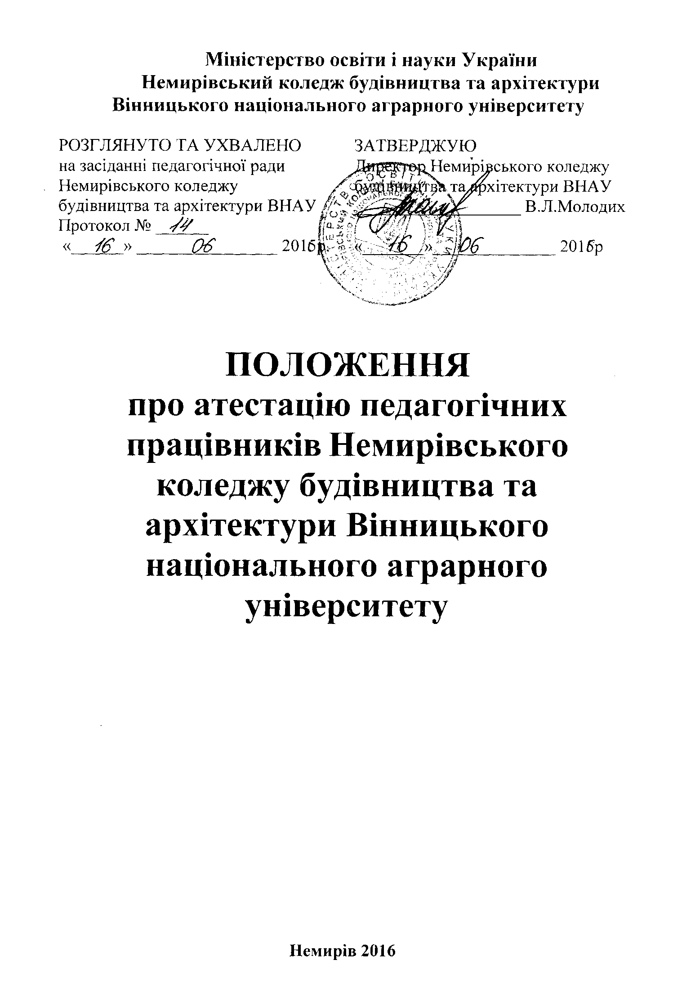 Міністерство освіти і науки України
Немирівський коледж будівництва та архітектури
Вінницького національного аграрного університету
РОЗГЛЯНУТО ТА УХВАЛЕНО
на засіданні педагогічної ради
Немирівського коледжу
будівництва та архітектури ВНАУ
Протокол № 14
« 16 » 06 2016р
ЗАТВЕРДЖУЮ
Директор Немирівського коледжу
будівництва та архітектури ВНАУ
В.Л.Молодих
« 16 » 06 2016р
ПОЛОЖЕННЯ
про атестацію педагогічних
працівників Немирівського
коледжу будівництва та
архітектури Вінницького
національного аграрного
університету
Немирів 2016